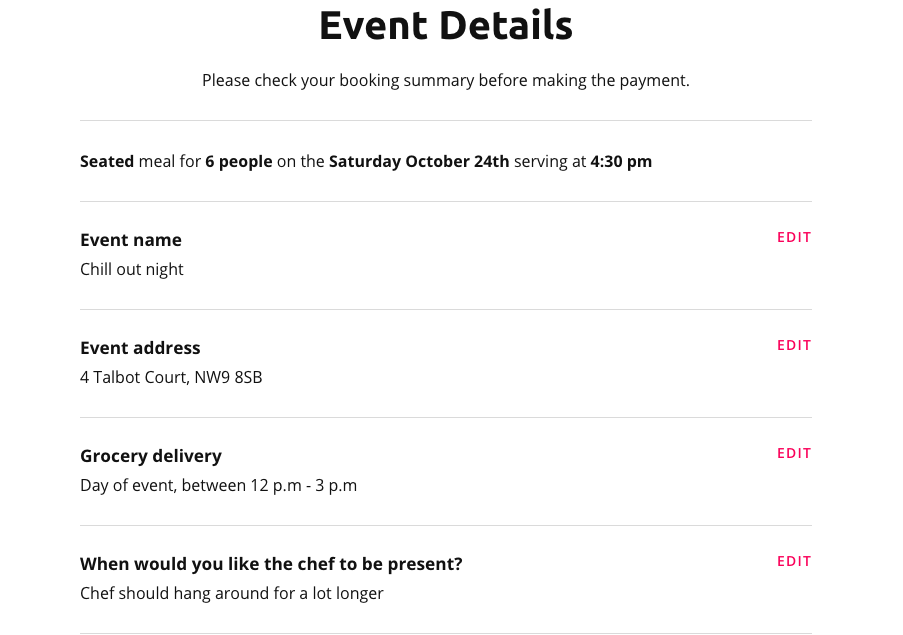 Event Details
Please check your booking summary before making the payment.
Seated meal for 6 people on the Saturday October 24th serving at 4:30 pm
Event name
EDIT
Chill out night
Event address
EDIT
4 Talbot Court, NW9 8SB
Grocery delivery
EDIT
Day of event, between 12 p.m - 3 p.m
When would you like the chef to be present?
EDIT
Chef should hang around for a lot longer